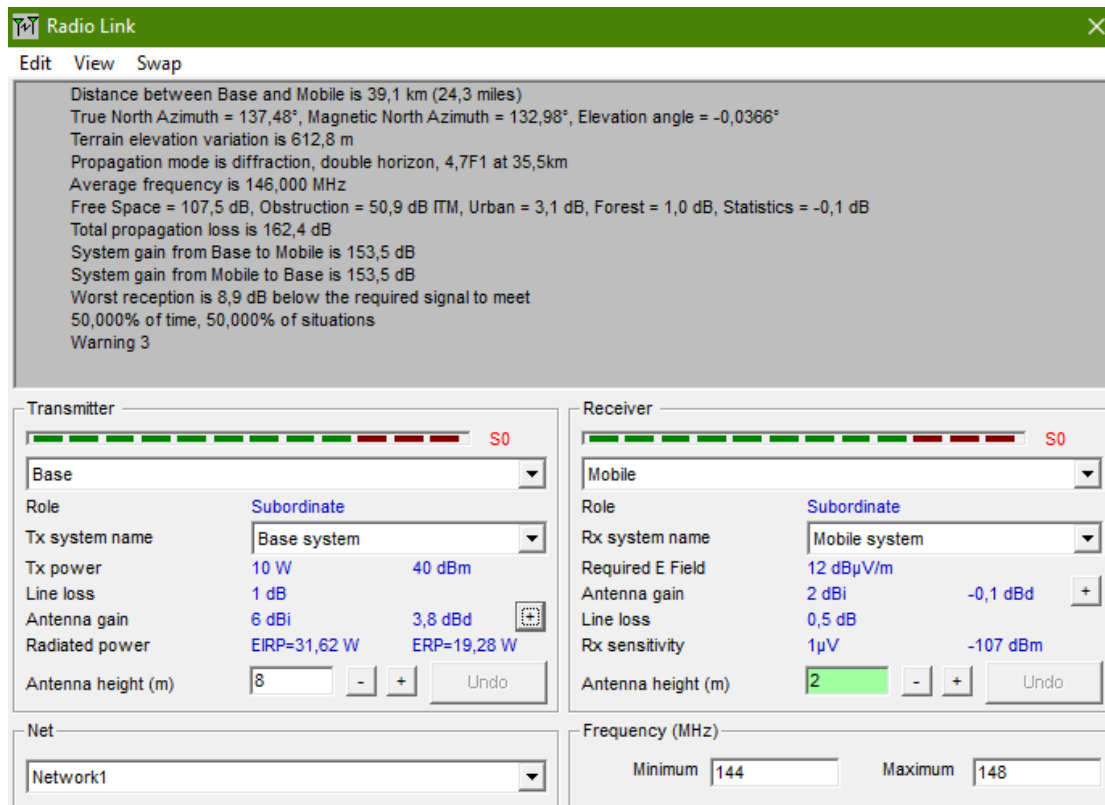 Radio Link
Edit View Swap
Distance between Base and Mobile is 39,1 km (24,3 miles)
True North Azimuth = 137,48°, Magnetic North Azimuth = 132,98°, Elevation angle = -0,0366°
Terrain elevation variation is 612,8 m
Propagation mode is diffraction, double horizon, 4,7F1 at 35,5km
Average frequency is 146,000 MHz
Free Space = 107,5 dB, Obstruction = 50,9 dB ITM, Urban = 3,1 dB, Forest = 1,0 dB, Statistics = -0,1 dB
Total propagation loss is 162,4 dB
System gain from Base to Mobile is 153,5 dB
System gain from Mobile to Base is 153,5 dB
Worst reception is 8,9 dB below the required signal to meet
50,000% of time, 50,000% of situations
Warning 3
Transmitter
S0
Base
Role Subordinate
Tx system name Base system
Tx power 10 W 40 dBm
Line loss 1 dB
Antenna gain 6 dBi 3,8 dBd +
Radiated power EIRP=31,62 W ERP=19,28 W
Antenna height (m) 8 - + Undo
Net
Network1
Receiver
S0
Mobile
Role Subordinate
Rx system name Mobile system
Required E Field 12 dBµV/m
Antenna gain 2 dBi -0,1 dBd +
Line loss 0,5 dB
Rx sensitivity 1µV -107 dBm
Antenna height (m) 2 - + Undo
Frequency (MHz)
Minimum 144 Maximum 148